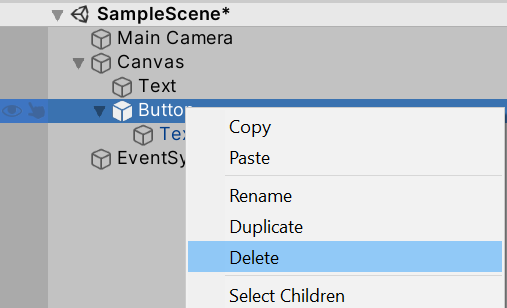 SampleScene*
Main Camera
Canvas
Text
Button
Tex
EventSy
Copy
Paste
Rename
Duplicate
Delete
Select Children